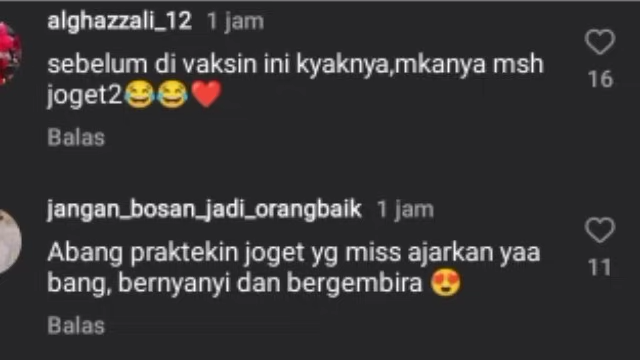 alghazzali_12 1 jam
sebelum di vaksin ini kyaknya,mkanya msh
joget2😂😂❤️
16
Balas
jangan_bosan_jadi_orangbaik 1 jam
Abang praktekin joget yg miss ajarkan yaa
bang, bernyanyi dan bergembira 😍
11
Balas